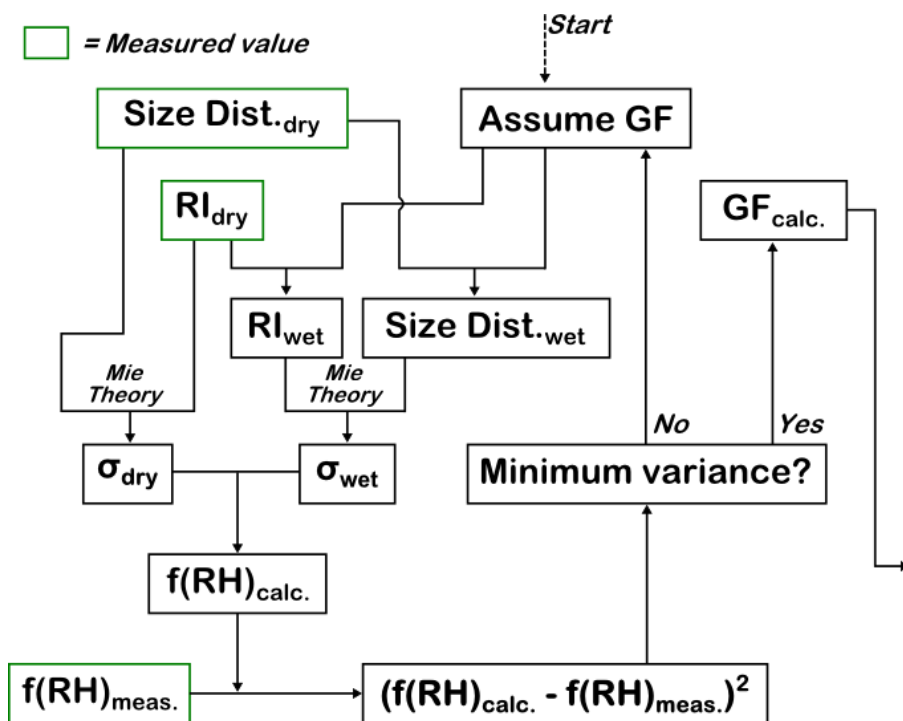 Start
= Measured value
Size Dist.dry
Assume GF
RIdry
GFcalc.
RIwet
Size Dist.wet
Mie
Theory
Mie
Theory
No
Yes
σdry
σwet
Minimum variance?
f(RH)calc.
f(RH)meas.
(f(RH)calc. - f(RH)meas.)²